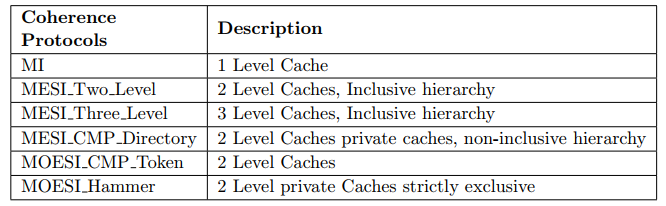 Coherence Protocols Description
MI 1 Level Cache
MESI_Two_Level 2 Level Caches, Inclusive hierarchy
MESI_Three_Level 3 Level Caches, Inclusive hierarchy
MESI_CMP_Directory 2 Level Caches private caches, non-inclusive hierarchy
MOESI_CMP_Token 2 Level Caches
MOESI_Hammer 2 Level private Caches strictly exclusive